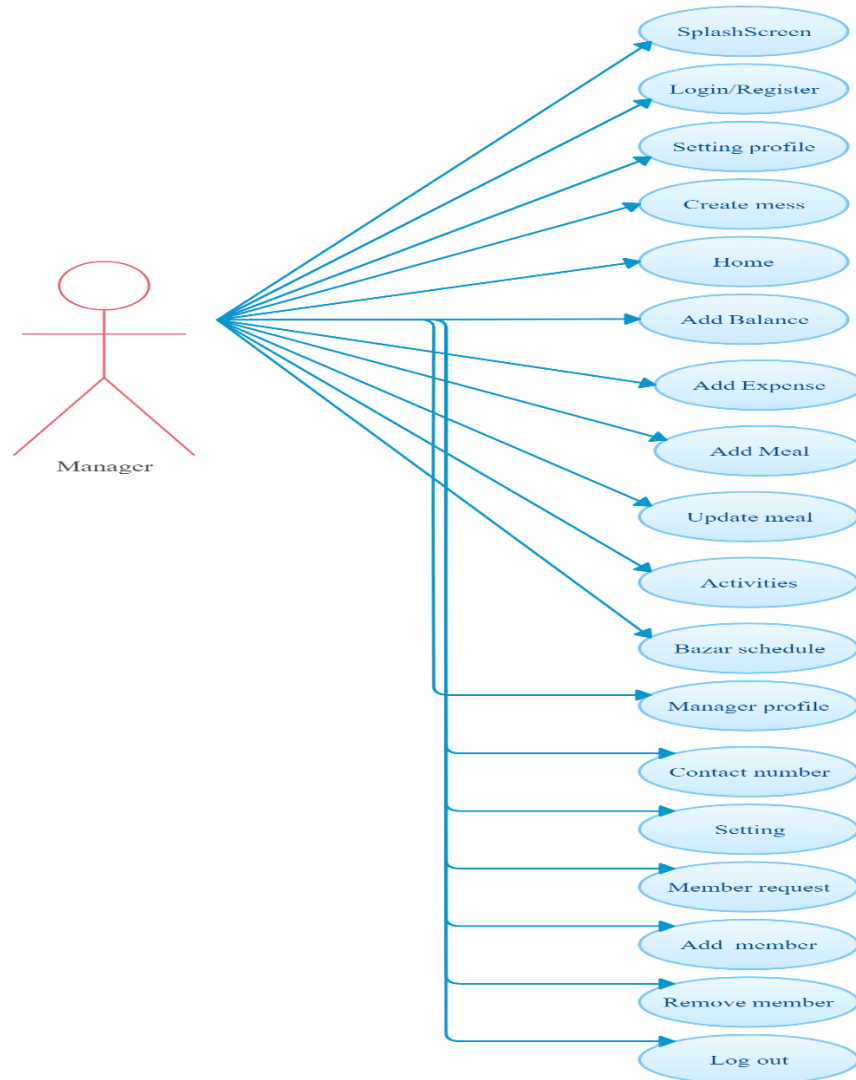 SplashScreen
Login/Register
Setting profile
Create mess
Home
Add Balance
Add Expense
Add Meal
Manager
Update meal
Activities
Bazar schedule
Manager profile
Contact number
Setting
Member request
Add member
Remove member
Log out